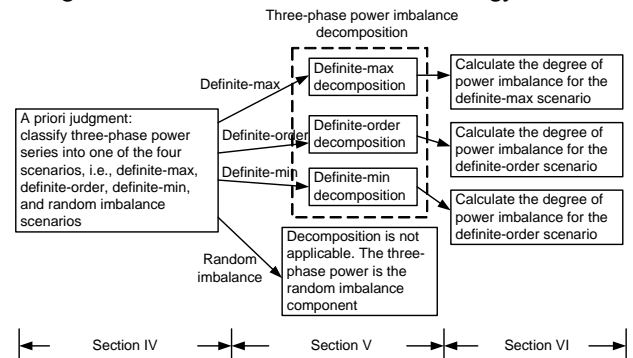 Three-phase power imbalance
decomposition
Definite-max
Definite-max
decomposition
Calculate the degree of
power imbalance for the
definite-max scenario
A priori judgment:
classify three-phase power
series into one of the four
scenarios, i.e., definite-max,
definite-order, definite-min,
and random imbalance
scenarios
Definite-order
Definite-order
decomposition
Calculate the degree of
power imbalance for the
definite-order scenario
Definite-min
Definite-min
decomposition
Calculate the degree of
power imbalance for the
definite-order scenario
Random
imbalance
Decomposition is not
applicable. The three-
phase power is the
random imbalance
component
Section IV
Section V
Section VI